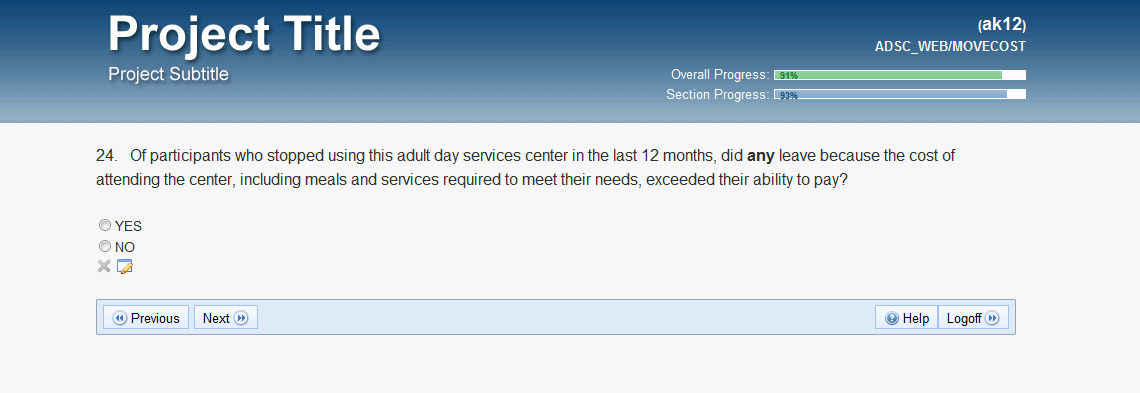 Project Title
Project Subtitle
(ak12)
ADSC_WEB/MOVECOST
Overall Progress: 91%
Section Progress: 93%
24. Of participants who stopped using this adult day services center in the last 12 months, did any leave because the cost of
attending the center, including meals and services required to meet their needs, exceeded their ability to pay?
YES
NO
Previous Next Help Logoff